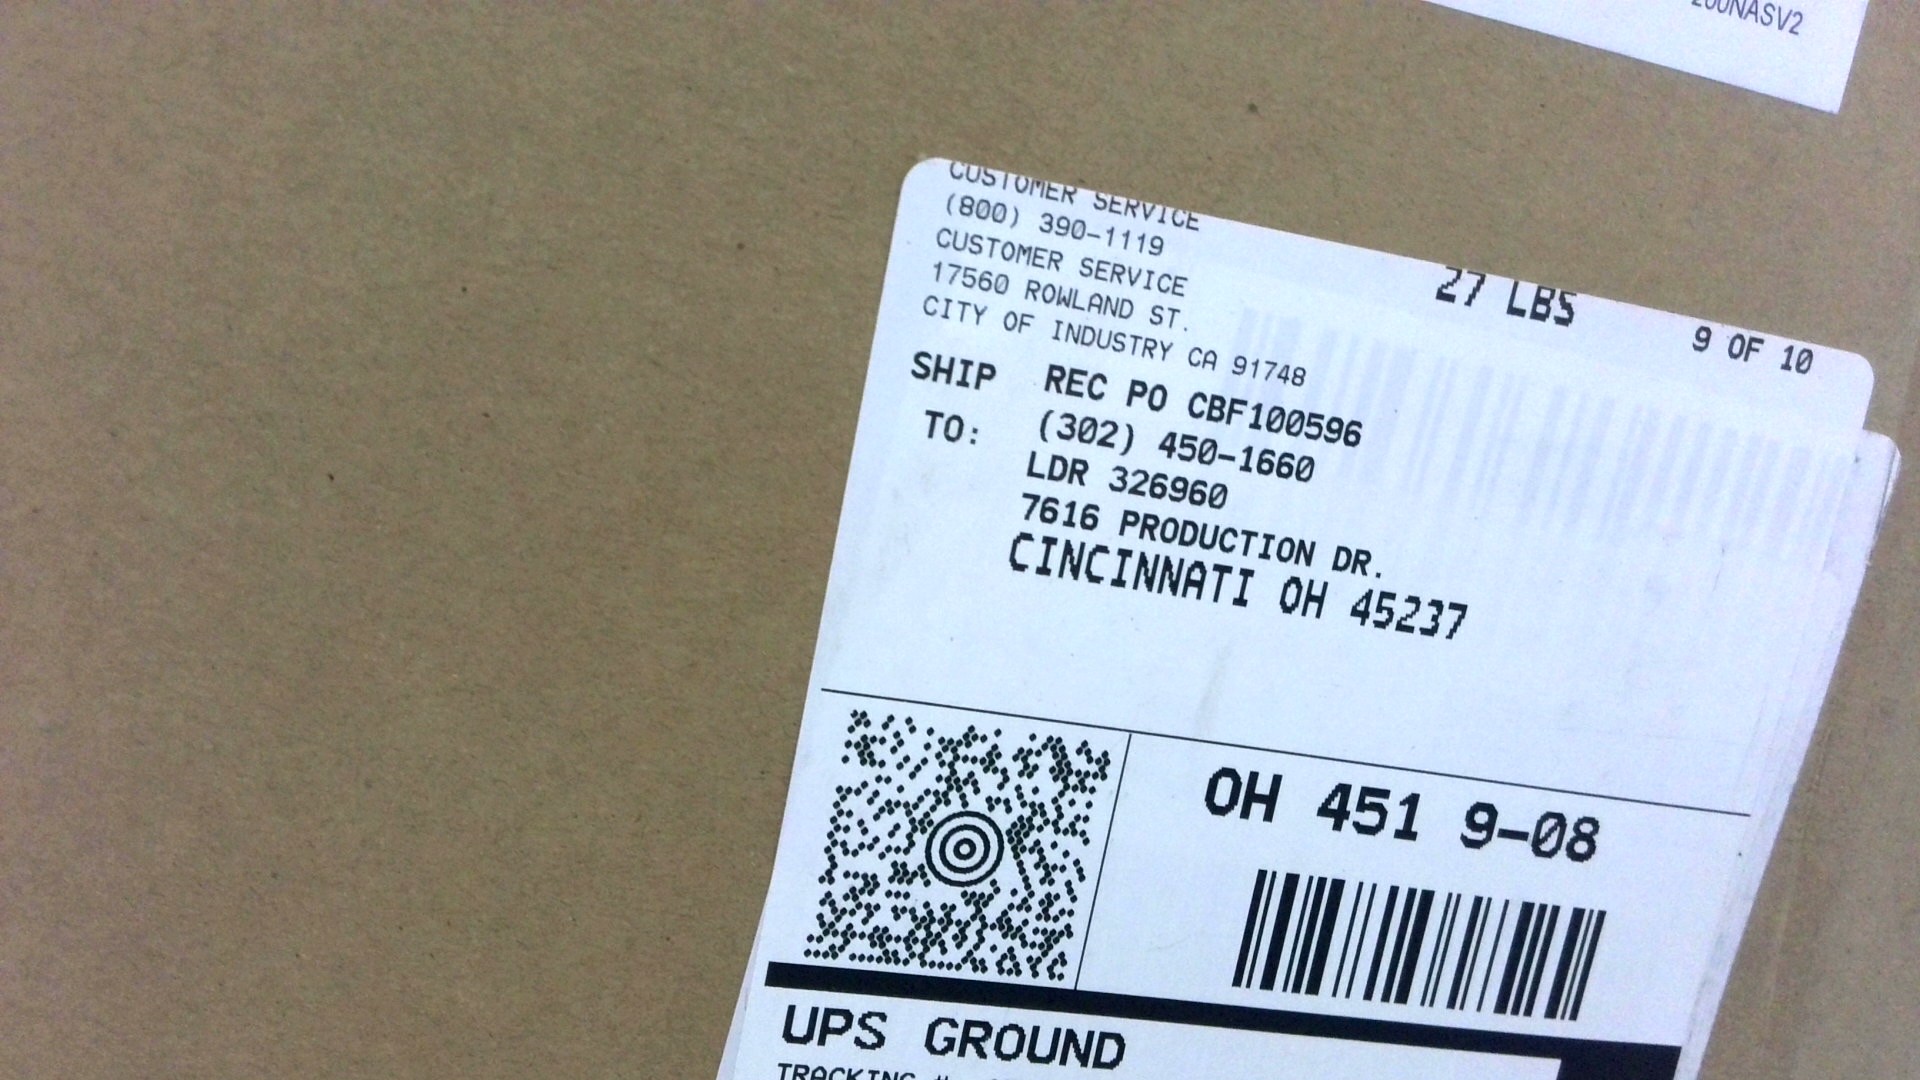 200NASV2
CUSTOMER SERVICE
(800) 390-1119
CUSTOMER SERVICE
17560 ROWLAND ST.
CITY OF INDUSTRY CA 91748
27 LBS
9 OF 10
SHIP TO:
REC PO CBF100596
(302) 450-1660
LDR 326960
7616 PRODUCTION DR.
CINCINNATI OH 45237
OH 451 9-08
UPS GROUND
TRACKING #: